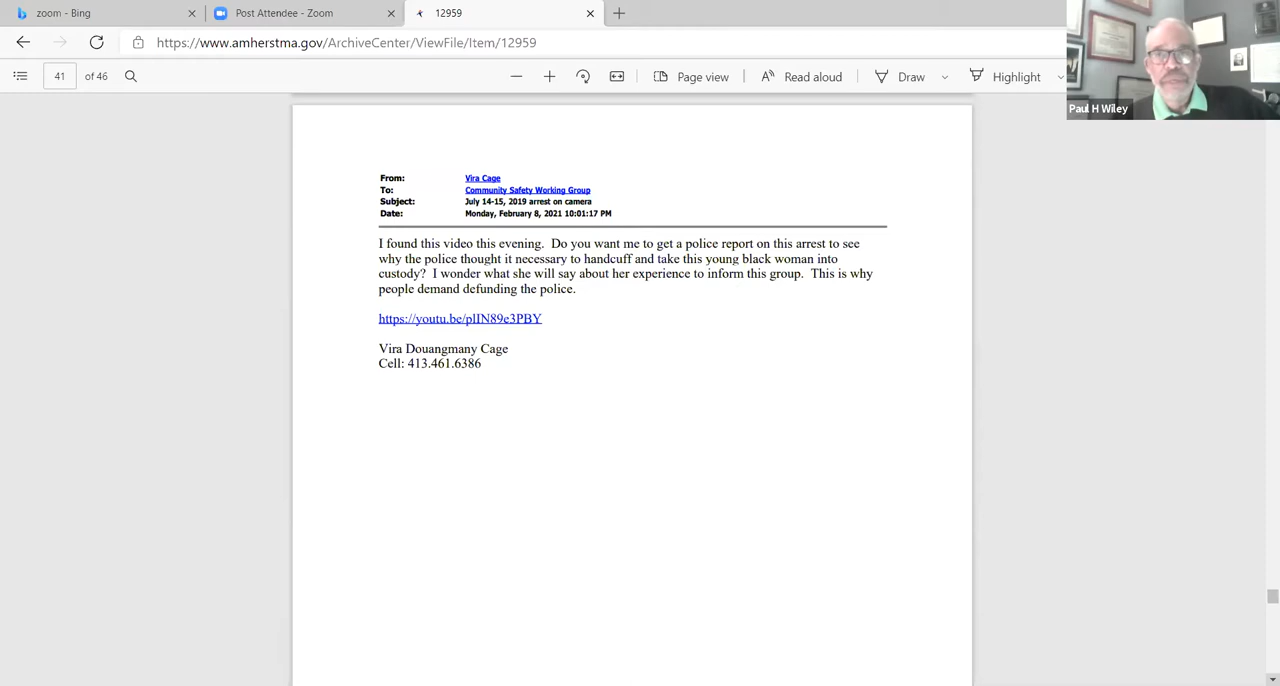 zoom - Bing
Post Attendee - Zoom
12959
https://www.amherstma.gov/ArchiveCenter/ViewFile/Item/12959
41 of 46
Page view
Read aloud
Draw
Highlight
Paul H Wiley
From: Vira Cage
To: Community Safety Working Group
Subject: July 14-15, 2019 arrest on camera
Date: Monday, February 8, 2021 10:01:17 PM
I found this video this evening.  Do you want me to get a police report on this arrest to see
why the police thought it necessary to handcuff and take this young black woman into
custody?  I wonder what she will say about her experience to inform this group.  This is why
people demand defunding the police.
https://youtu.be/plIN89e3PBY
Vira Douangmany Cage
Cell: 413.461.6386